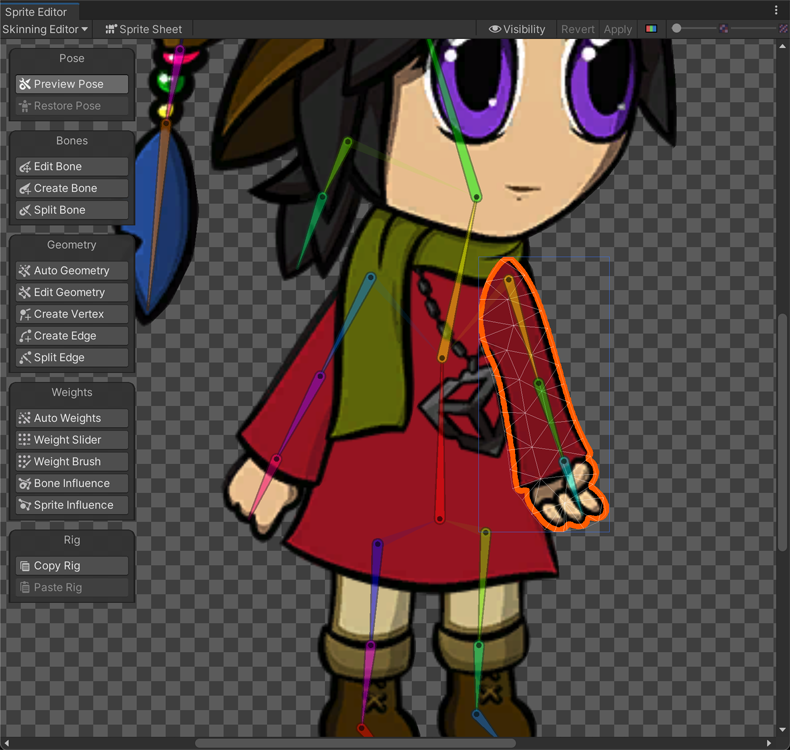 Sprite Editor
Skinning Editor
Sprite Sheet
Visibility
Revert
Apply
Pose
Preview Pose
Restore Pose
Bones
Edit Bone
Create Bone
Split Bone
Geometry
Auto Geometry
Edit Geometry
Create Vertex
Create Edge
Split Edge
Weights
Auto Weights
Weight Slider
Weight Brush
Bone Influence
Sprite Influence
Rig
Copy Rig
Paste Rig